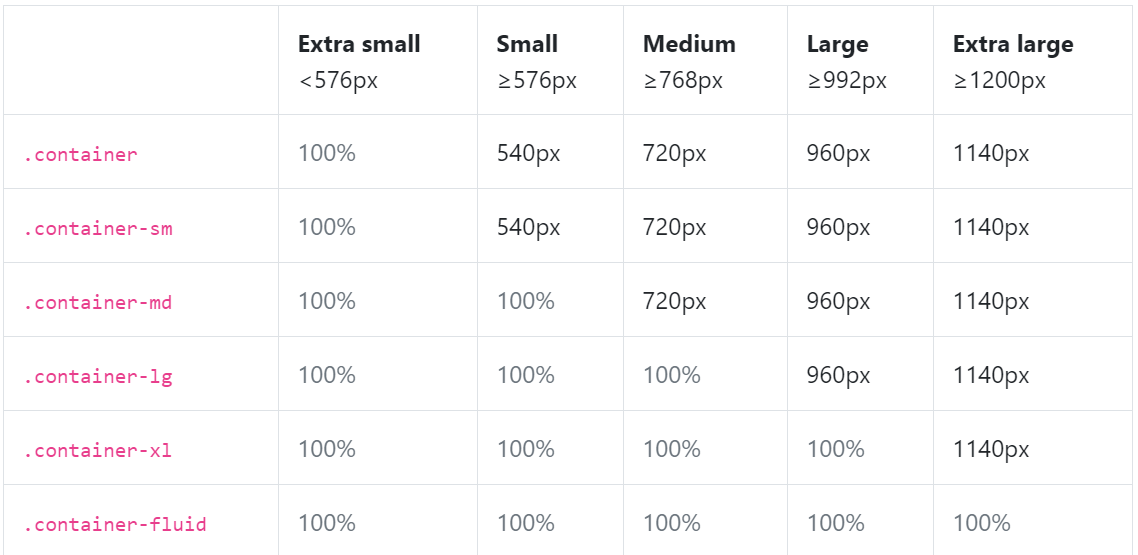 Extra small Small Medium Large Extra large
<576px ≥576px ≥768px ≥992px ≥1200px
.container 100% 540px 720px 960px 1140px
.container-sm 100% 540px 720px 960px 1140px
.container-md 100% 100% 720px 960px 1140px
.container-lg 100% 100% 100% 960px 1140px
.container-xl 100% 100% 100% 100% 1140px
.container-fluid 100% 100% 100% 100% 100%